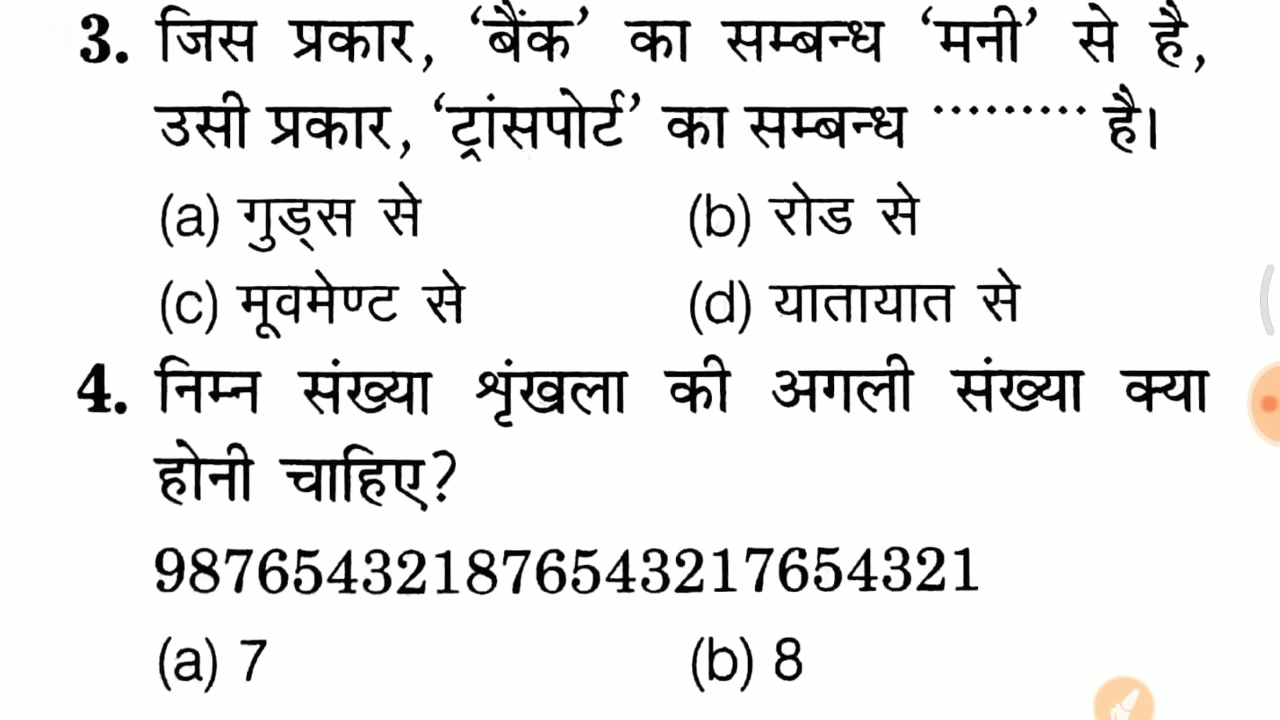 3. जिस प्रकार, ‘बैंक’ का सम्बन्ध ‘मनी’ से है,
उसी प्रकार, ‘ट्रांसपोर्ट’ का सम्बन्ध ········· है।
(a) गुड्स से (b) रोड से
(c) मूवमेण्ट से (d) यातायात से
4. निम्न संख्या शृंखला की अगली संख्या क्या
होनी चाहिए?
987654321876543217654321
(a) 7 (b) 8